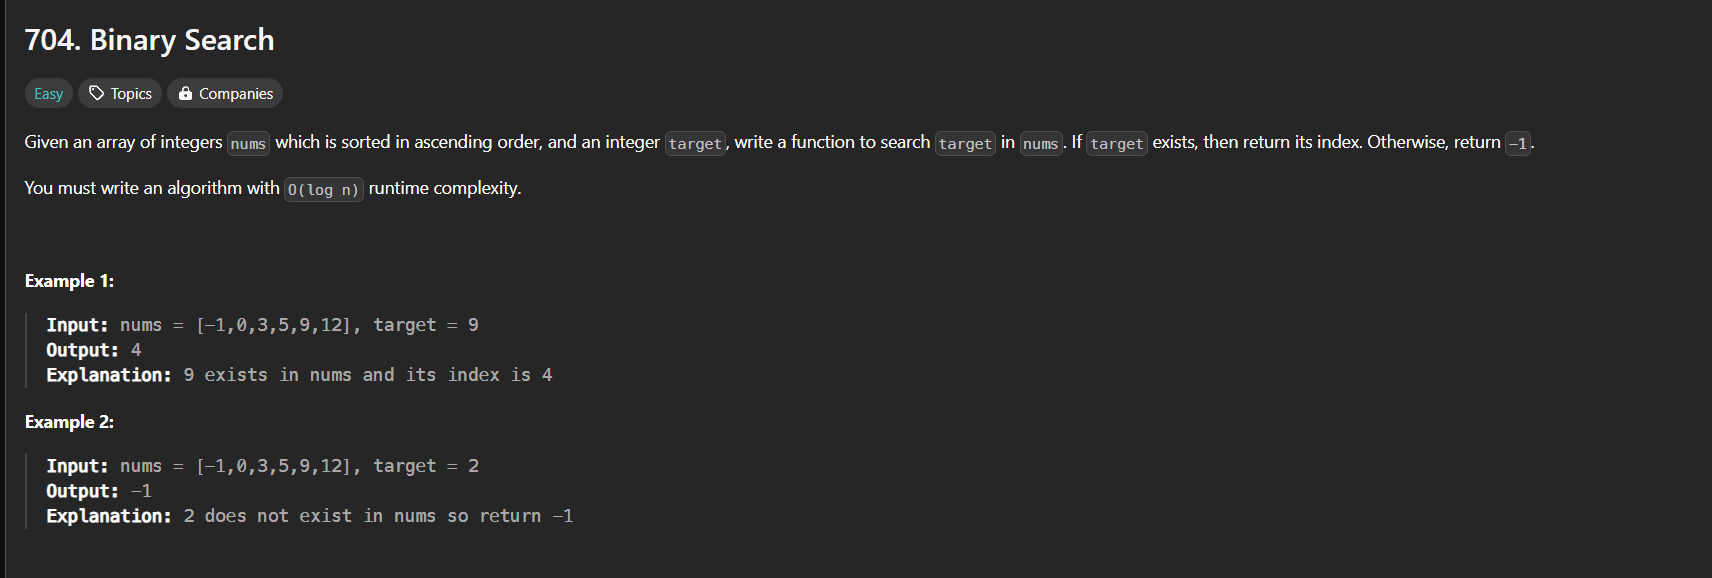 704. Binary Search
Easy Topics Companies
Given an array of integers nums which is sorted in ascending order, and an integer target, write a function to search target in nums. If target exists, then return its index. Otherwise, return -1.
You must write an algorithm with O(log n) runtime complexity.
Example 1:
Input: nums = [-1,0,3,5,9,12], target = 9
Output: 4
Explanation: 9 exists in nums and its index is 4
Example 2:
Input: nums = [-1,0,3,5,9,12], target = 2
Output: -1
Explanation: 2 does not exist in nums so return -1